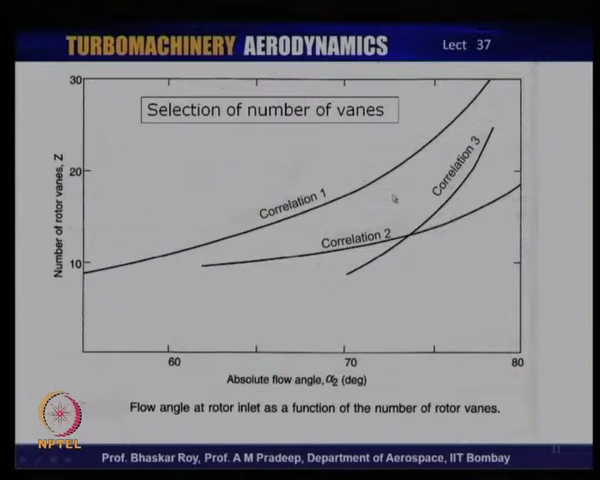 TURBOMACHINERY AERODYNAMICS
Lect 37
Selection of number of vanes
30
20
10
Number of rotor vanes, Z
Correlation 1
Correlation 2
Correlation 3
60
70
80
Absolute flow angle, α2 (deg)
Flow angle at rotor inlet as a function of the number of rotor vanes.
NPTEL
Prof. Bhaskar Roy, Prof. A M Pradeep, Department of Aerospace, IIT Bombay
11